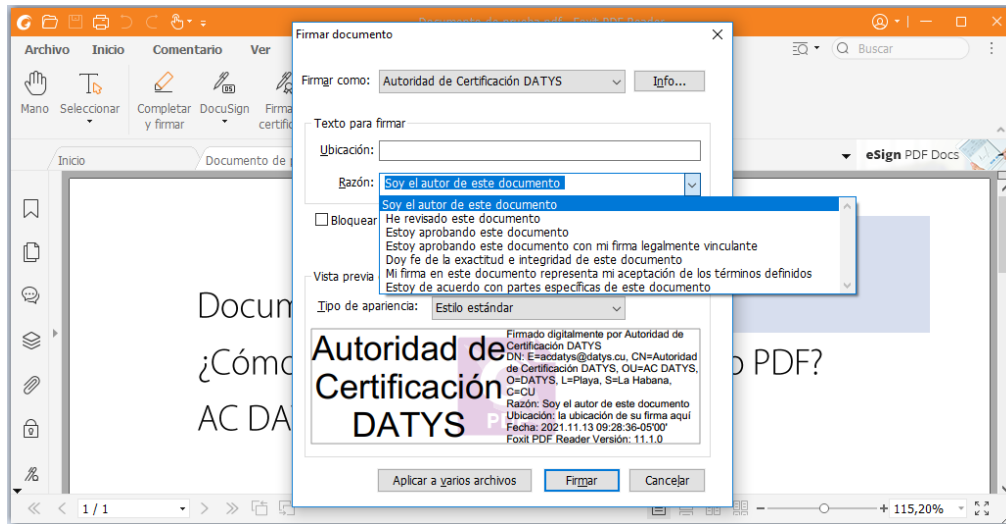 Documento de prueba.pdf - Foxit PDF Reader
Archivo Inicio Comentario Ver
Buscar
Mano Seleccionar Completar y firmar DocuSign
Inicio
Documento de
eSign PDF Docs
Firmar documento
Firmar como: Autoridad de Certificación DATYS Info...
Texto para firmar
Ubicación:
Razón: Soy el autor de este documento
Soy el autor de este documento
He revisado este documento
Estoy aprobando este documento
Estoy aprobando este documento con mi firma legalmente vinculante
Doy fe de la exactitud e integridad de este documento
Mi firma en este documento representa mi aceptación de los términos definidos
Estoy de acuerdo con partes específicas de este documento
Bloquear
Vista previa
Tipo de apariencia: Estilo estándar
Autoridad de
Certificación
DATYS
Firmado digitalmente por Autoridad de
Certificación DATYS
DN: E=acdatys@datys.cu, CN=Autoridad
de Certificación DATYS, OU=AC DATYS,
O=DATYS, L=Playa, S=La Habana,
C=CU
Razón: Soy el autor de este documento
Ubicación: la ubicación de su firma aquí
Fecha: 2021.11.13 09:28:36-05'00'
Foxit PDF Reader Versión: 11.1.0
Aplicar a varios archivos Firmar Cancelar
Docum
¿Cómo
PDF?
AC DA
1 / 1
115,20%